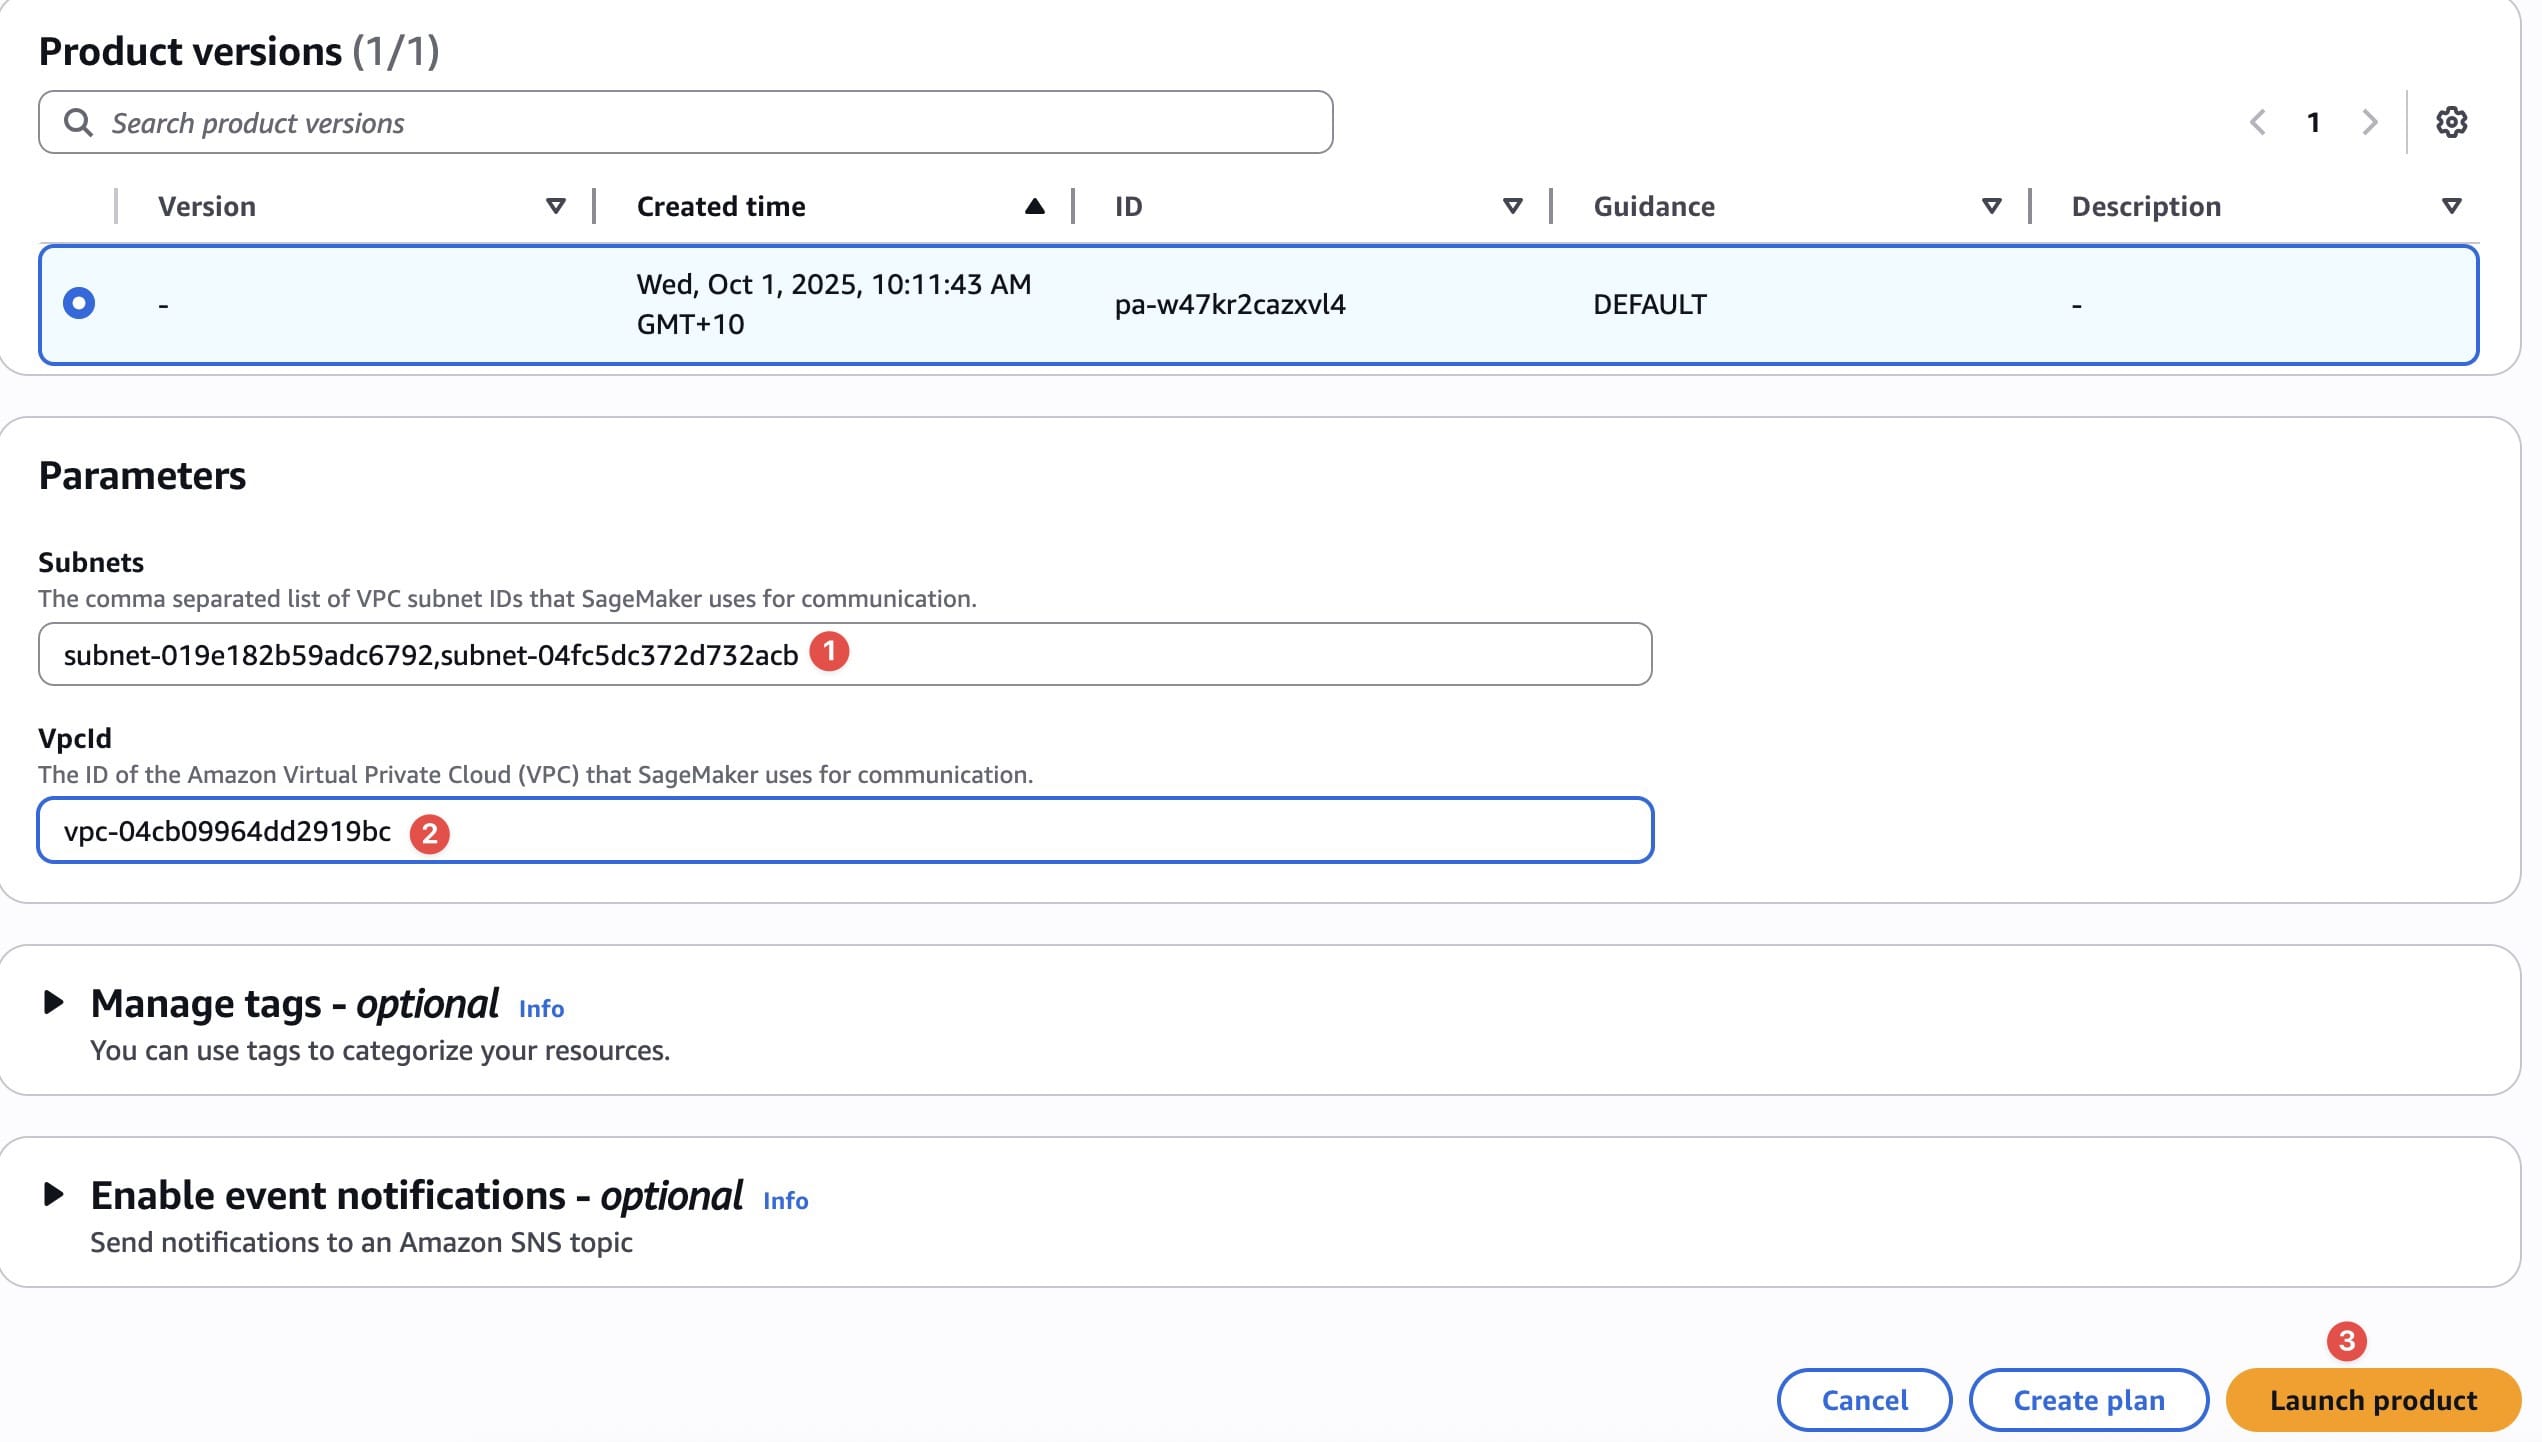 Product versions (1/1)
Search product versions
1
Version Created time ID Guidance Description
- Wed, Oct 1, 2025, 10:11:43 AM GMT+10 pa-w47kr2cazxvl4 DEFAULT -
Parameters
Subnets
The comma separated list of VPC subnet IDs that SageMaker uses for communication.
subnet-019e182b59adc6792,subnet-04fc5dc372d732acb 1
VpcId
The ID of the Amazon Virtual Private Cloud (VPC) that SageMaker uses for communication.
vpc-04cb09964dd2919bc 2
Manage tags - optional Info
You can use tags to categorize your resources.
Enable event notifications - optional Info
Send notifications to an Amazon SNS topic
3
Cancel Create plan Launch product